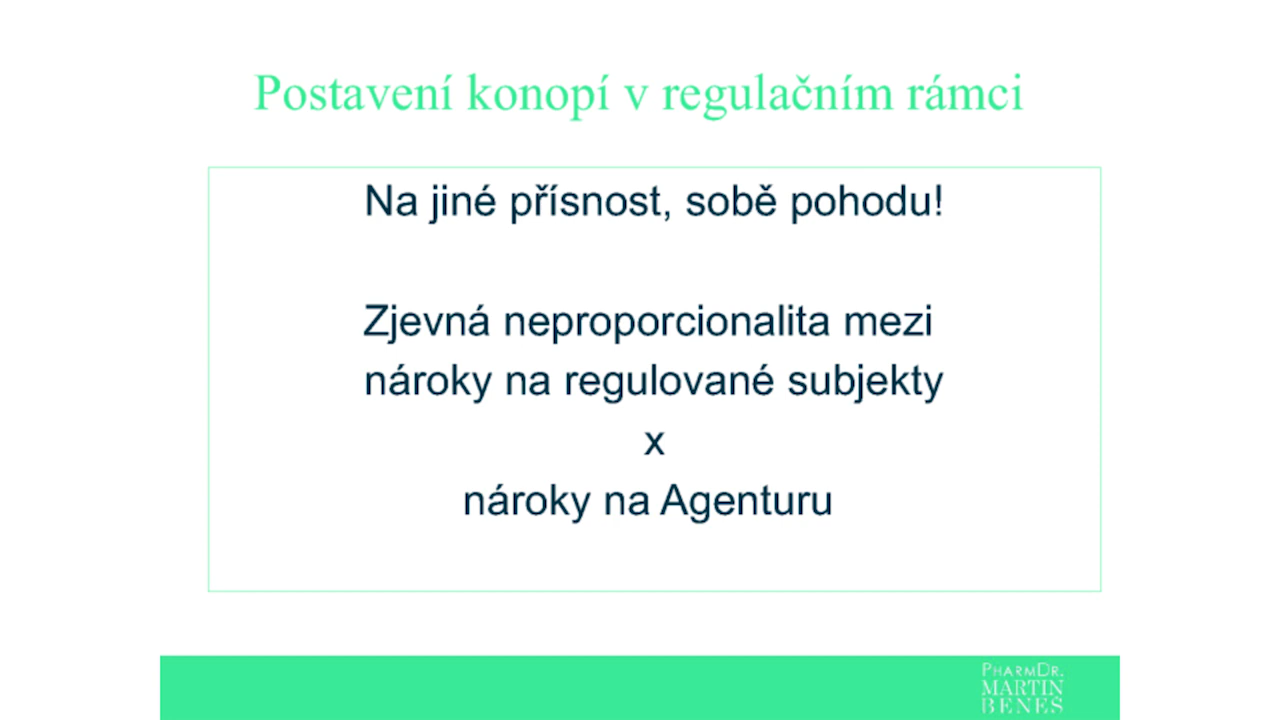 Postavení konopí v regulačním rámci
Na jiné přísnost, sobě pohodu!
Zjevná neproporcionalita mezi
nároky na regulované subjekty
x
nároky na Agenturu
PHARMDR.
MARTIN
BENEŠ